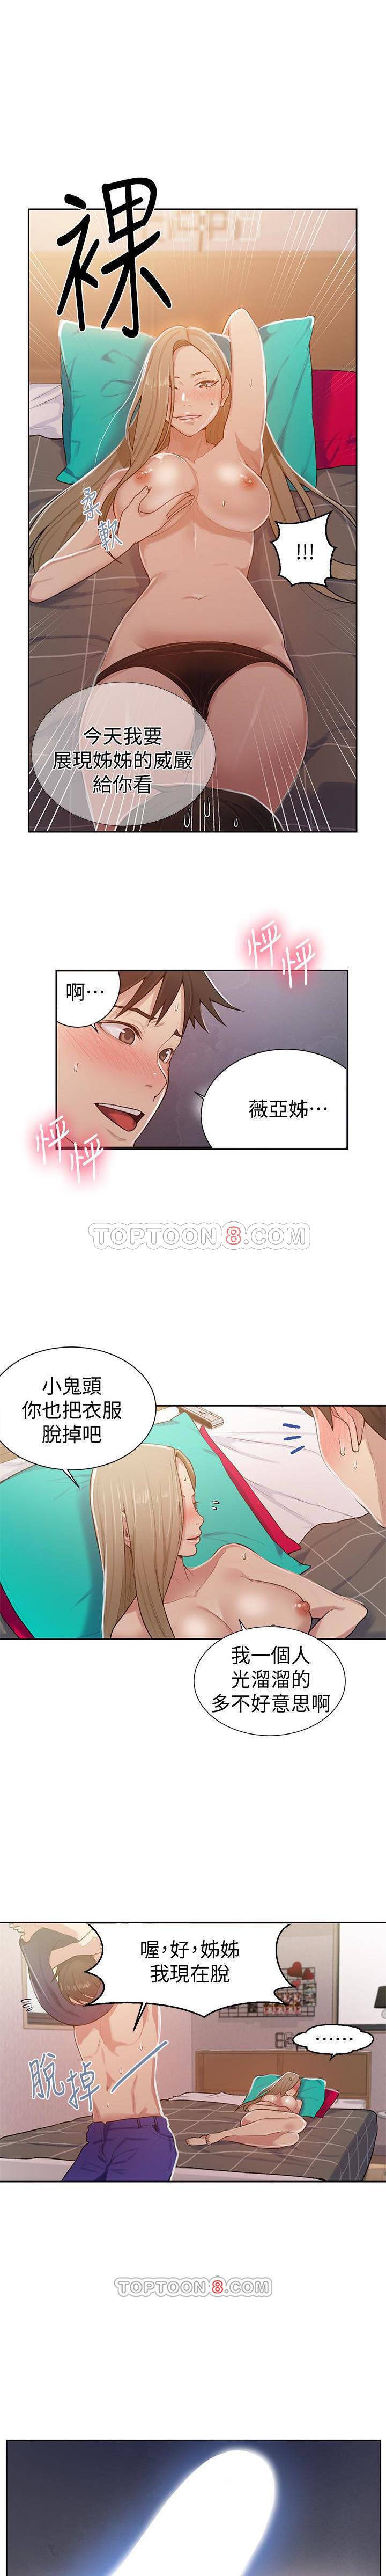 裸
柔軟
!!!
今天我要
展現姊姊的威嚴
給你看
怦
怦
啊…
薇亞姊…
怦
怦
TOPTOON8.COM
小鬼頭
你也把衣服
脫掉吧
我一個人
光溜溜的
多不好意思啊
喔，好，姊姊
我現在脫
……
脫掉
TOPTOON8.COM